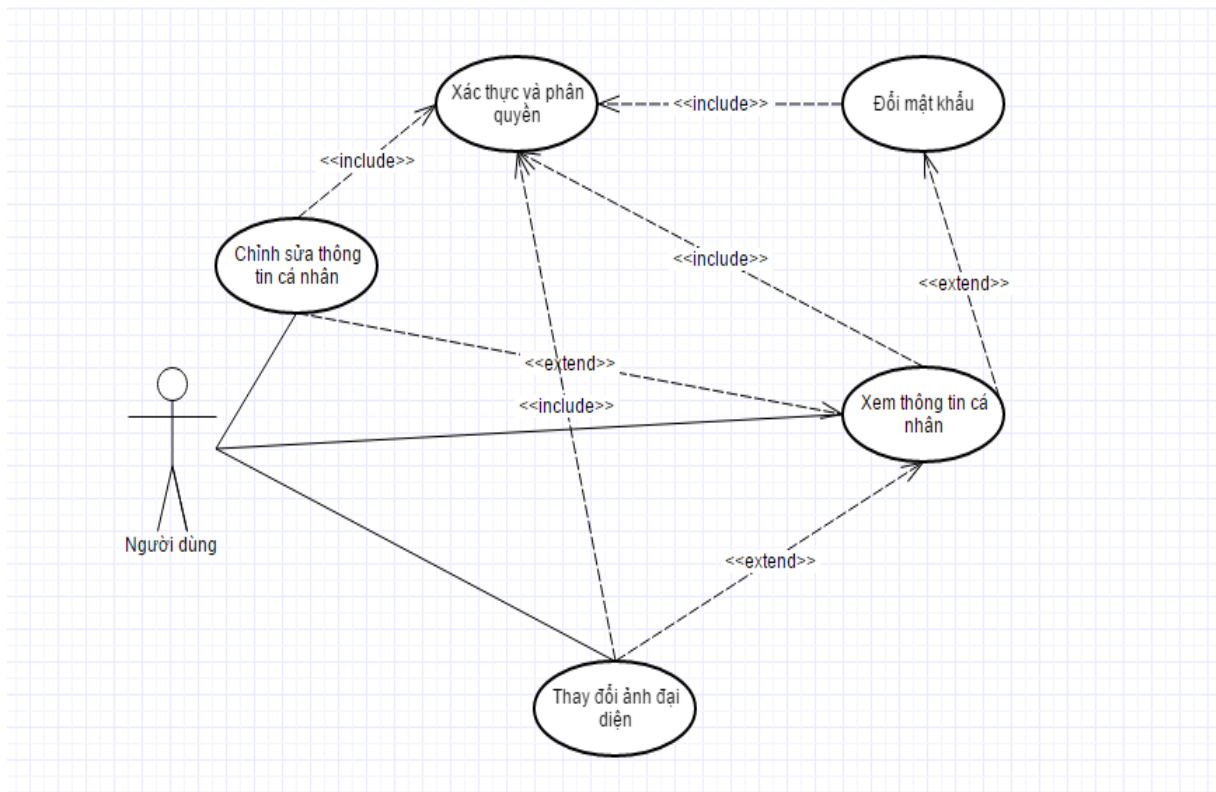 Xác thực và phân
quyền
<<include>>
Đổi mật khẩu
<<include>>
Chỉnh sửa thông
tin cá nhân
<<include>>
<<extend>>
<<extend>>
<<include>>
Xem thông tin cá
nhân
Người dùng
<<extend>>
Thay đổi ảnh đại
diện